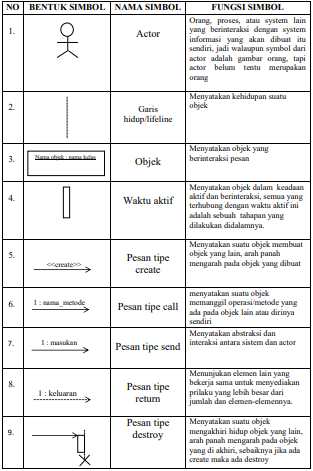 NO BENTUK SIMBOL NAMA SIMBOL FUNGSI SIMBOL
1.
Actor
Orang, proses, atau system lain
yang berinteraksi dengan system
informasi yang akan dibuat itu
sendiri, jadi walaupun symbol dari
actor adalah gambar orang, tapi
actor belum tentu merupakan
orang
2.
Garis
hidup/lifeline
Menyatakan kehidupan suatu
objek
3.
Nama objek : nama kelas
Objek
Menyatakan objek yang
berinteraksi pesan
4.
Waktu aktif
Menyatakan objek dalam keadaan
aktif dan berinteraksi, semua yang
terhubung dengan waktu aktif ini
adalah sebuah tahapan yang
dilakukan didalamnya.
5.
<<create>>
Pesan tipe
create
Menyatakan suatu objek membuat
objek yang lain, arah panah
mengarah pada objek yang dibuat
6.
1 : nama_metode
Pesan tipe call
menyatakan suatu objek
memanggil operasi/metode yang
ada pada objek lain atau dirinya
sendiri
7.
1 : masukan
Pesan tipe send
Menyatakan abstraksi dan
interaksi antara sistem dan actor
8.
1 : keluaran
Pesan tipe
return
Menunjukan elemen lain yang
bekerja sama untuk menyediakan
prilaku yang lebih besar dari
jumlah dan elemen-elemennya.
9.
Pesan tipe
destroy
Menyatakan suatu objek
mengakhiri hidup objek yang lain,
arah panah mengarah pada objek
yang di akhiri, sebaiknya jika ada
create maka ada destroy